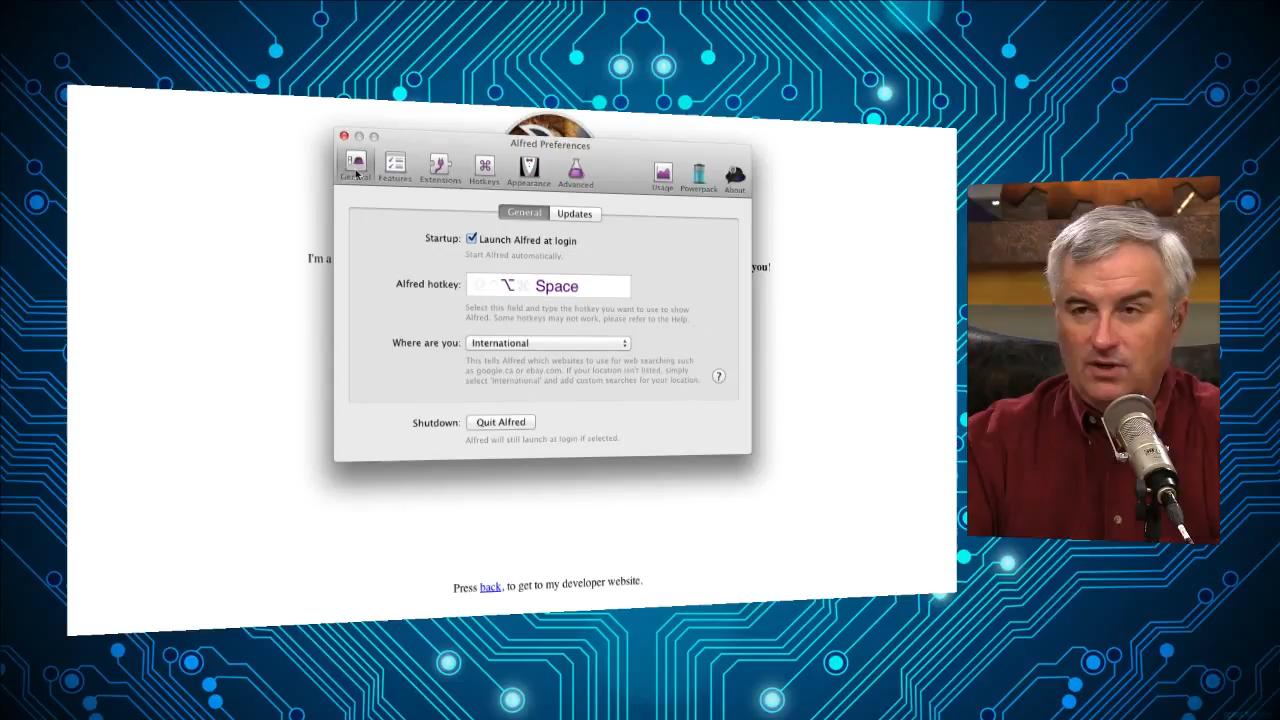 Alfred Preferences
General
Features
Extensions
Hotkeys
Appearance
Advanced
Usage
Powerpack
About
General
Updates
Startup:
Launch Alfred at login
Start Alfred automatically.
I'm a
you!
Alfred hotkey:
⌥ ⌘ Space
Select this field and type the hotkey you want to use to show
Alfred. Some hotkeys may not work, please refer to the Help.
Where are you:
International
This tells Alfred which websites to use for web searching such
as google.ca or ebay.com. If your location isn't listed, simply
select 'International' and add custom searches for your location.
?
Shutdown:
Quit Alfred
Alfred will still launch at login if selected.
Press back, to get to my developer website.